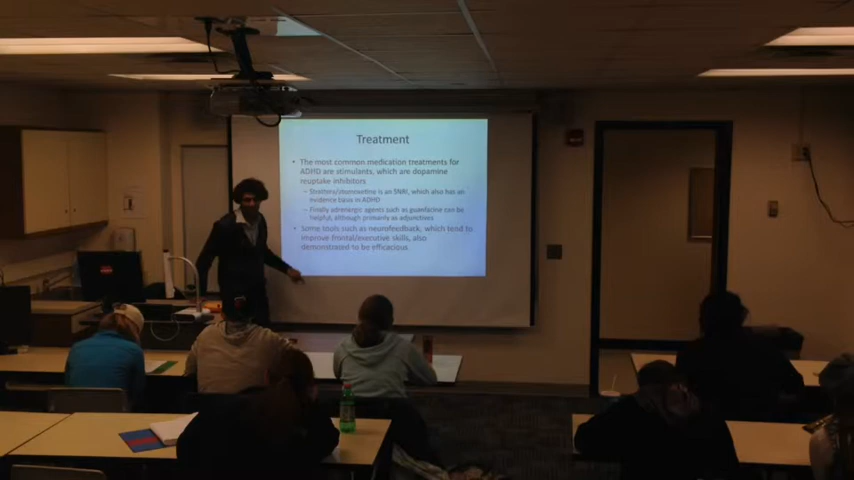 Treatment
• The most common medication treatments for
ADHD are stimulants, which are dopamine
reuptake inhibitors
– Strattera/atomoxetine is an SNRI, which also has an
evidence basis in ADHD
– Finally adrenergic agents such as guanfacine can be
helpful, although primarily as adjunctives
• Some tools such as neurofeedback, which tend to
improve frontal/executive skills, also
demonstrated to be efficacious